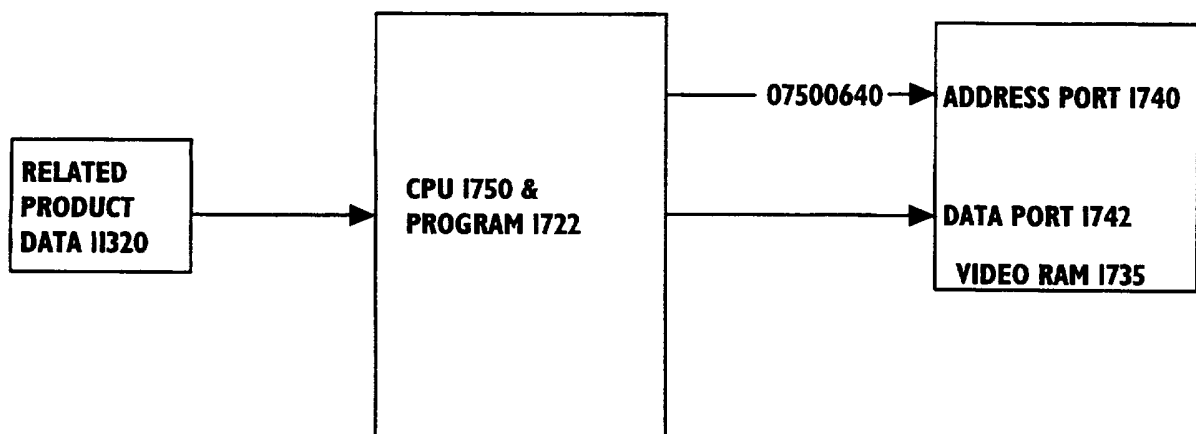 RELATED
PRODUCT
DATA 11320
CPU 1750 &
PROGRAM 1722
07500640
ADDRESS PORT 1740
DATA PORT 1742
VIDEO RAM 1735